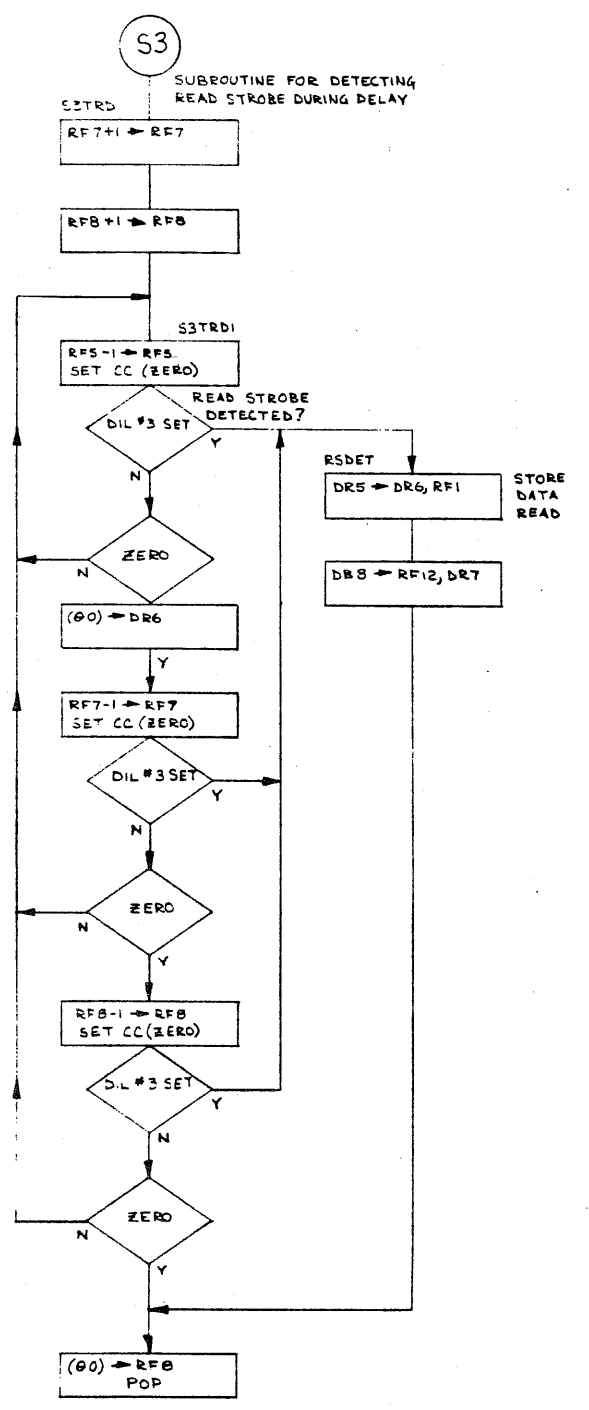 S3
SUBROUTINE FOR DETECTING
READ STROBE DURING DELAY
S3TRD
RF7+1 → RF7
RF8+1 → RF8
S3TRD1
RF5-1 → RF5
SET CC (ZERO)
READ STROBE
DETECTED?
DIL #3 SET
Y
N
RSDET
DR5 → DR6, RF1
STORE
DATA
READ
ZERO
N
DB8 → RF12, DR7
(00) → DR6
Y
RF7-1 → RF7
SET CC (ZERO)
DIL #3 SET
Y
N
ZERO
N
Y
RF8-1 → RF8
SET CC (ZERO)
DIL #3 SET
Y
N
ZERO
N
Y
(00) → RF8
POP